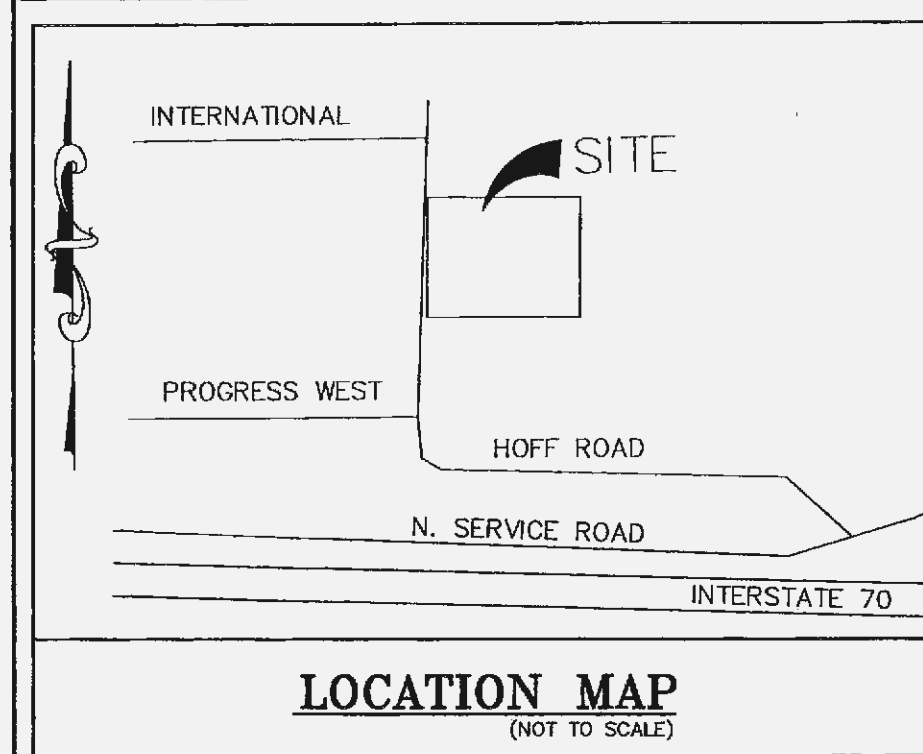 INTERNATIONAL
SITE
PROGRESS WEST
HOFF ROAD
N. SERVICE ROAD
INTERSTATE 70
LOCATION MAP
(NOT TO SCALE)